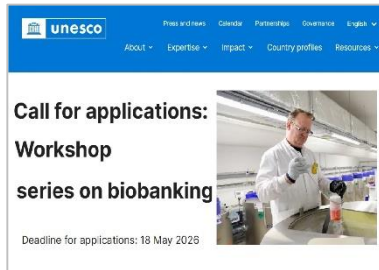 unesco
Press and news Calendar Partnerships Governance English
About Expertise Impact Country profiles Resources
Call for applications:
Workshop
series on biobanking
Deadline for applications: 18 May 2026